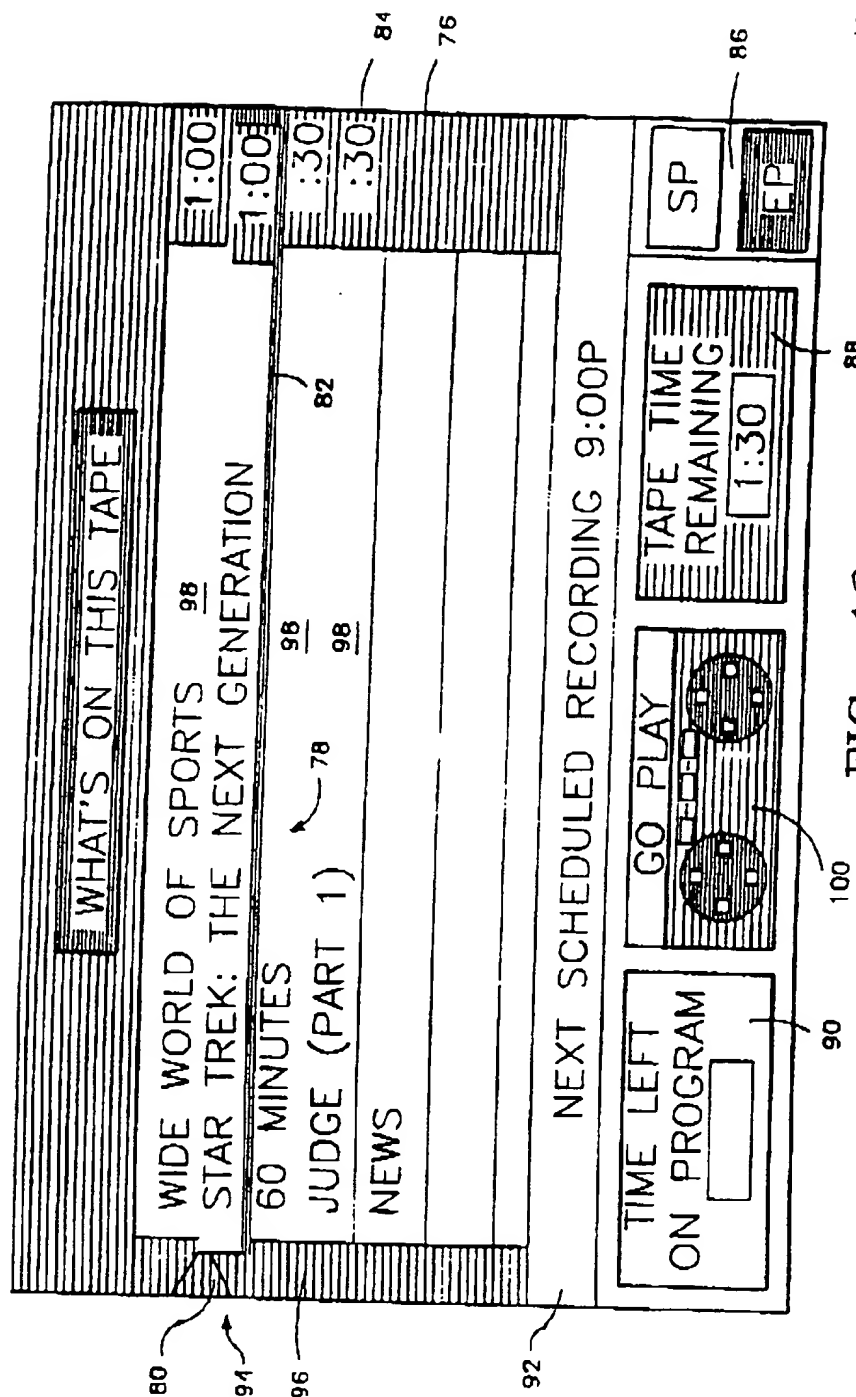 WHAT'S ON THIS TAPE
WIDE WORLD OF SPORTS 98 1:00
STAR TREK: THE NEXT GENERATION 1:00
60 MINUTES 98 :30
JUDGE (PART 1) 98 :30
NEWS
NEXT SCHEDULED RECORDING 9:00P
TIME LEFT
ON PROGRAM
GO PLAY
TAPE TIME
REMAINING
1:30
SP
EP
80
94
96
92
78
82
84
76
86
88
90
100